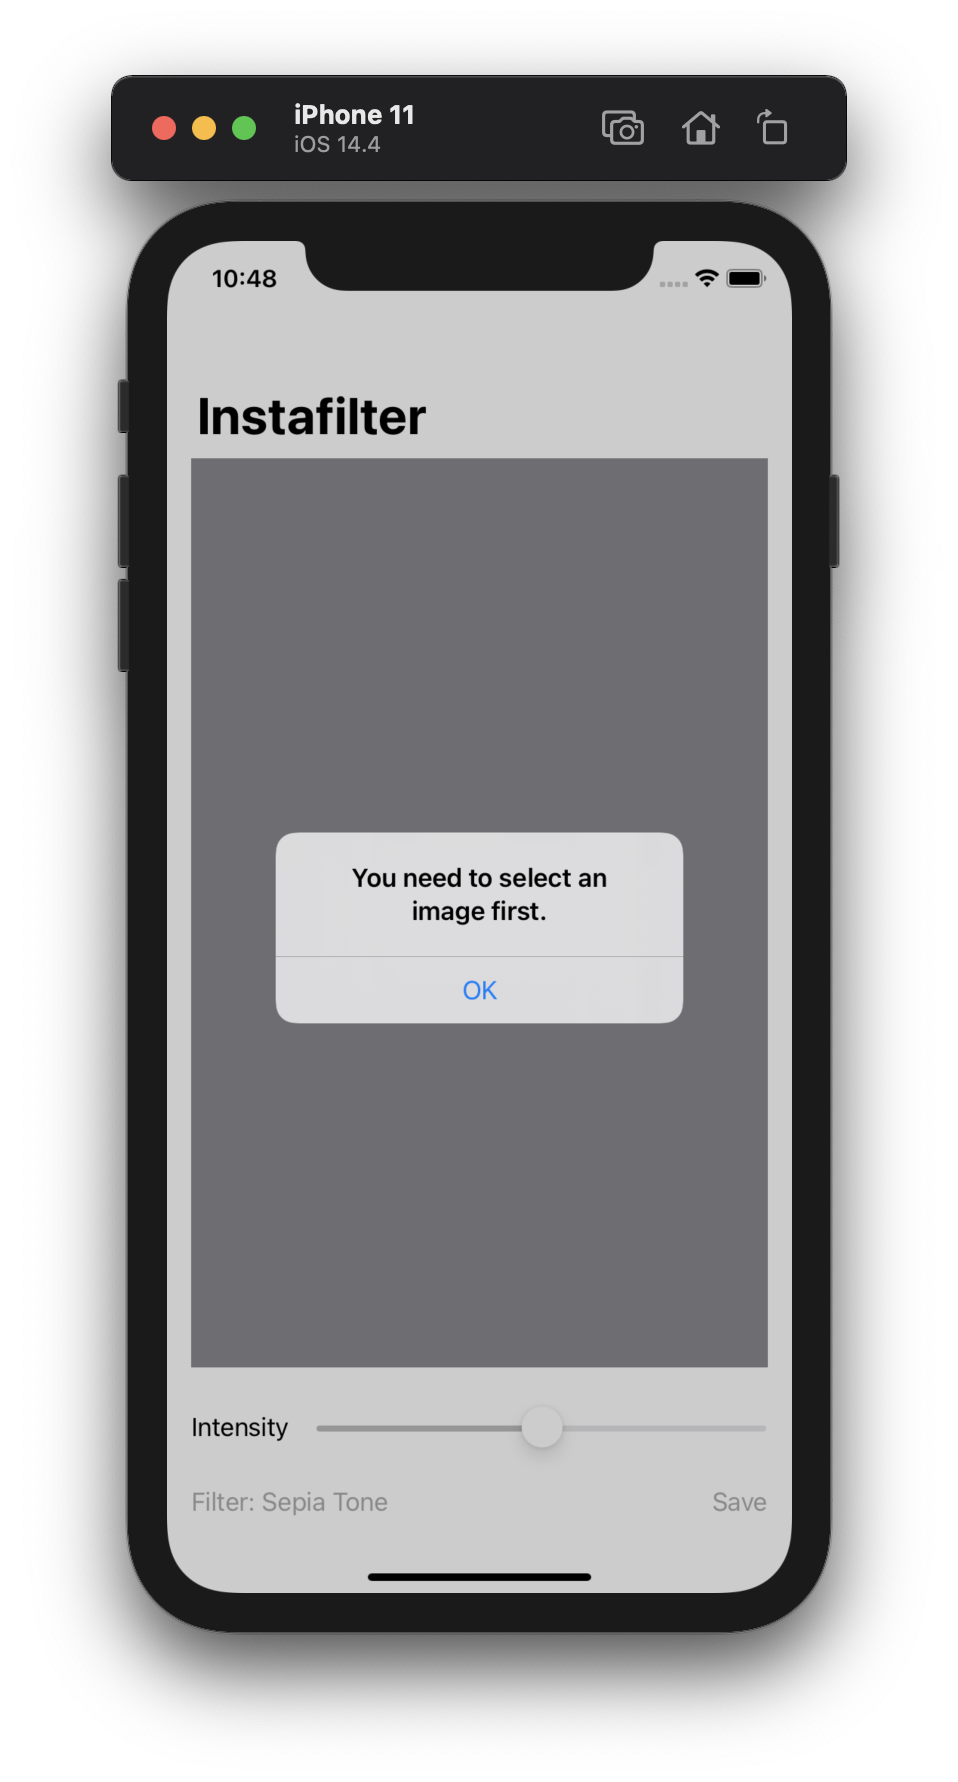 iPhone 11
iOS 14.4
10:48
Instafilter
You need to select an
image first.
OK
Intensity
Filter: Sepia Tone
Save